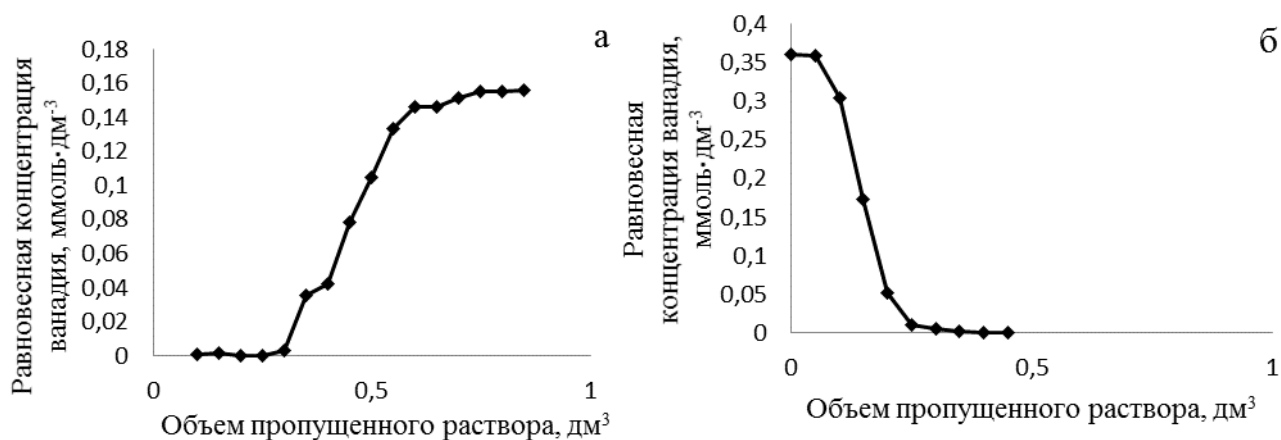 а
Равновесная концентрация
ванадия, ммоль·дм-3
0,18
0,16
0,14
0,12
0,1
0,08
0,06
0,04
0,02
0
0
0,5
1
Объем пропущенного раствора, дм3
б
Равновесная
концентрация ванадия,
ммоль·дм-3
0,4
0,35
0,3
0,25
0,2
0,15
0,1
0,05
0
0
0,5
1
Объем пропущенного раствора, дм3